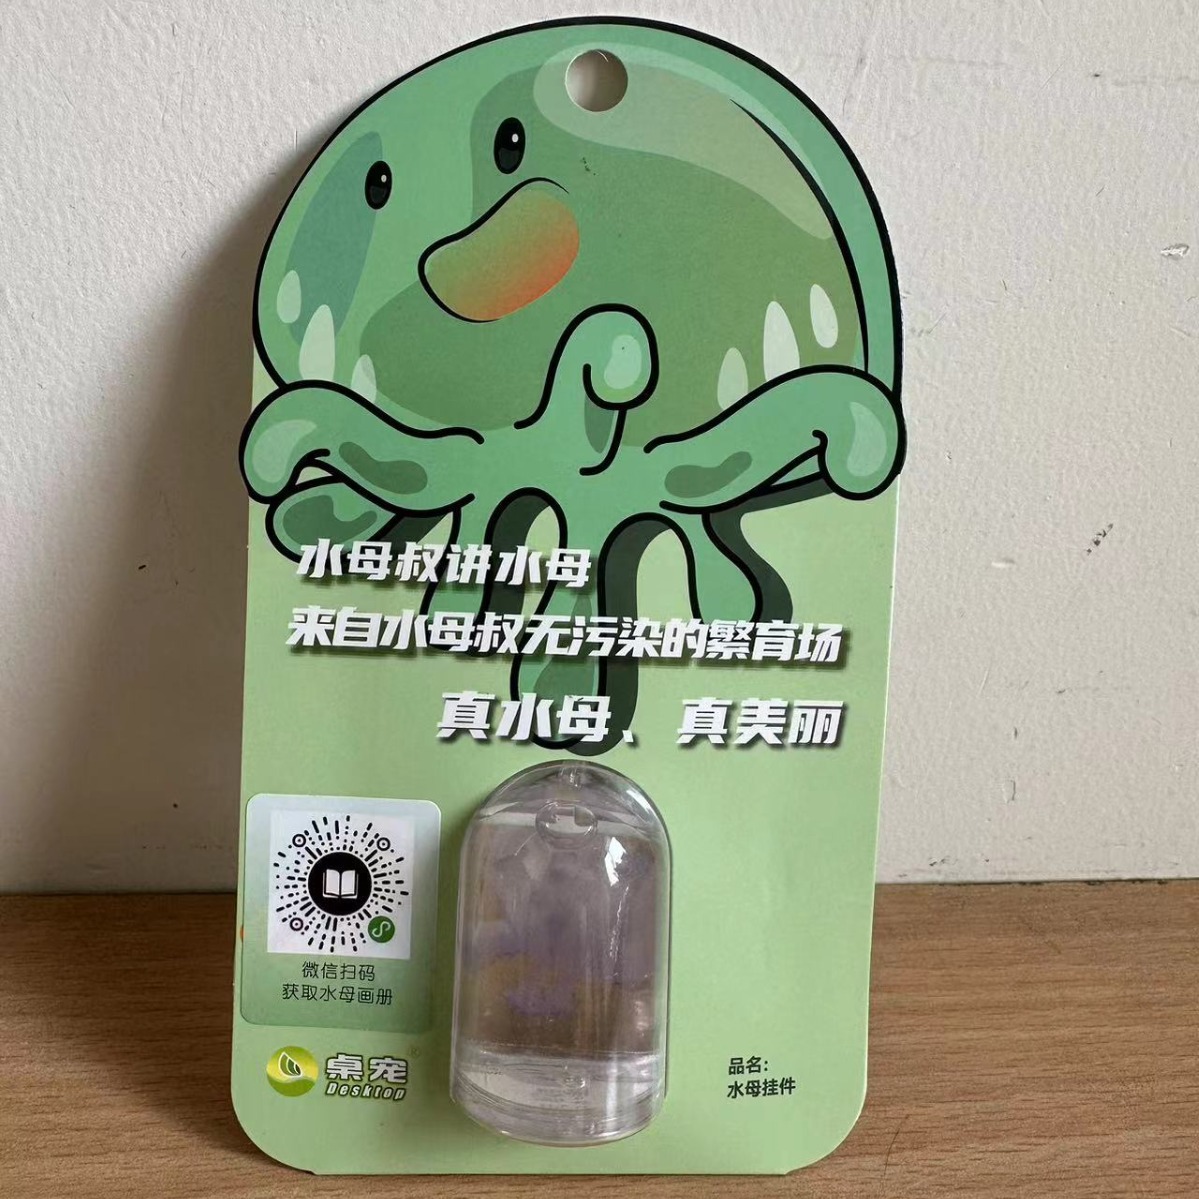 水母叔讲水母
来自水母叔无污染的繁育场
真水母、真美丽
微信扫码
获取水母画册
桌宠®
Desktop
品名：
水母挂件